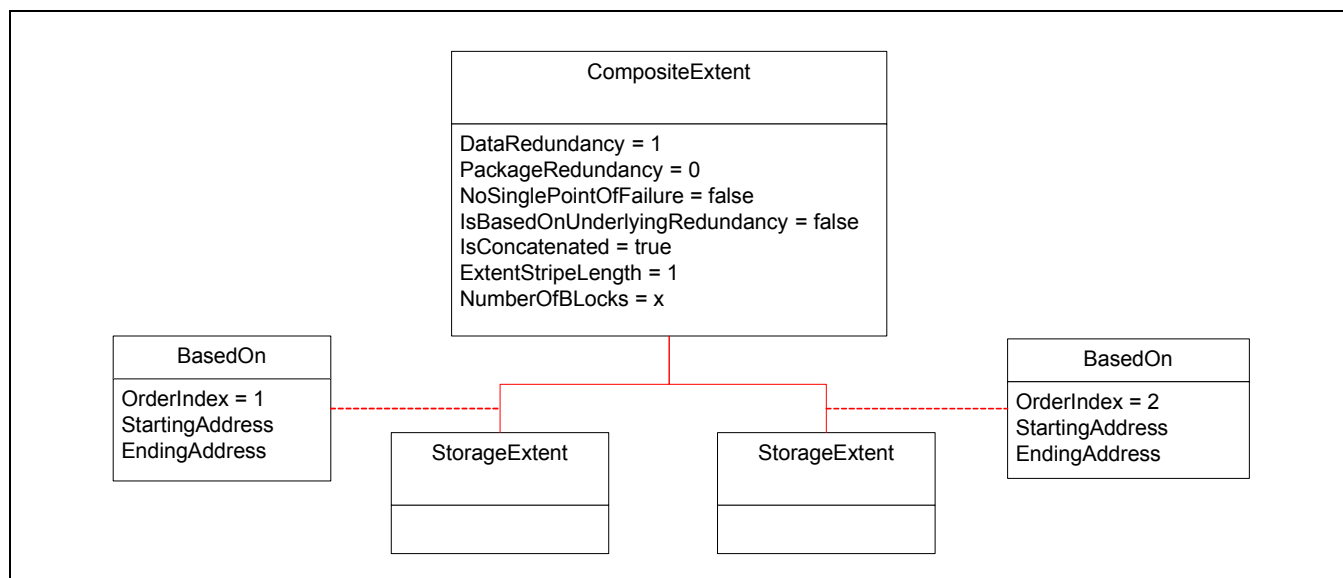 CompositeExtent
DataRedundancy = 1
PackageRedundancy = 0
NoSinglePointOfFailure = false
IsBasedOnUnderlyingRedundancy = false
IsConcatenated = true
ExtentStripeLength = 1
NumberOfBLocks = x
BasedOn
OrderIndex = 1
StartingAddress
EndingAddress
BasedOn
OrderIndex = 2
StartingAddress
EndingAddress
StorageExtent
StorageExtent